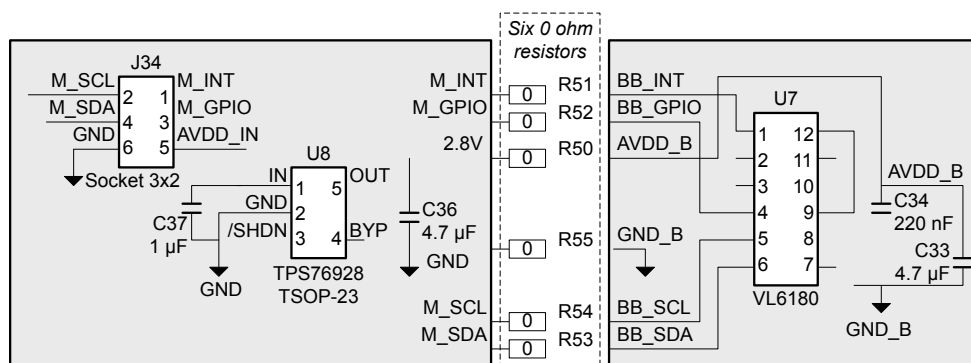 Six 0 ohm
resistors
J34
M_SCL
M_INT
2
1
M_SDA
M_GPIO
4
3
GND
AVDD_IN
6
5
Socket 3x2
U8
IN
OUT
1
5
GND
2
/SHDN
BYP
3
4
TPS76928
TSOP-23
C37
1 µF
GND
C36
4.7 µF
GND
M_INT
0
R51
BB_INT
M_GPIO
0
R52
BB_GPIO
2.8V
0
R50
AVDD_B
0
R55
GND_B
M_SCL
0
R54
BB_SCL
M_SDA
0
R53
BB_SDA
U7
1
12
2
11
3
10
4
9
5
8
6
7
VL6180
AVDD_B
C34
220 nF
C33
4.7 µF
GND_B